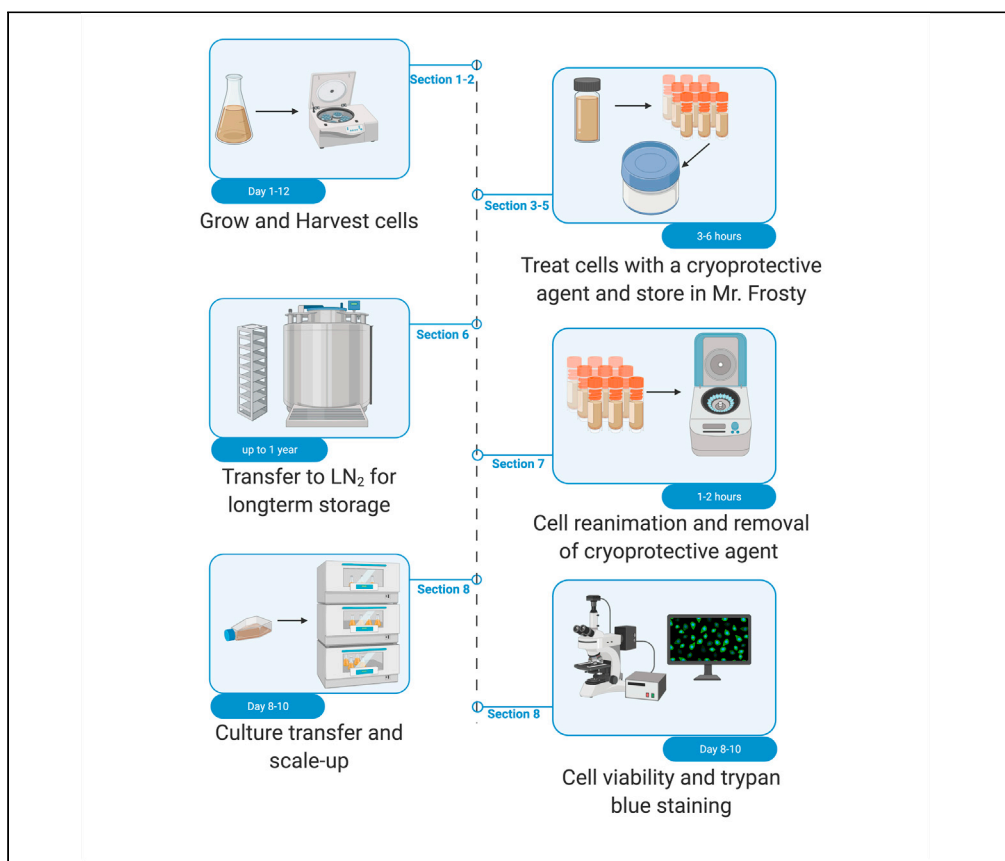 Section 1-2
Day 1-12
Grow and Harvest cells
Section 3-5
3-6 hours
Treat cells with a cryoprotective
agent and store in Mr. Frosty
Section 6
up to 1 year
Transfer to LN₂ for
longterm storage
Section 7
1-2 hours
Cell reanimation and removal
of cryoprotective agent
Section 8
Day 8-10
Culture transfer and
scale-up
Section 8
Day 8-10
Cell viability and trypan
blue staining